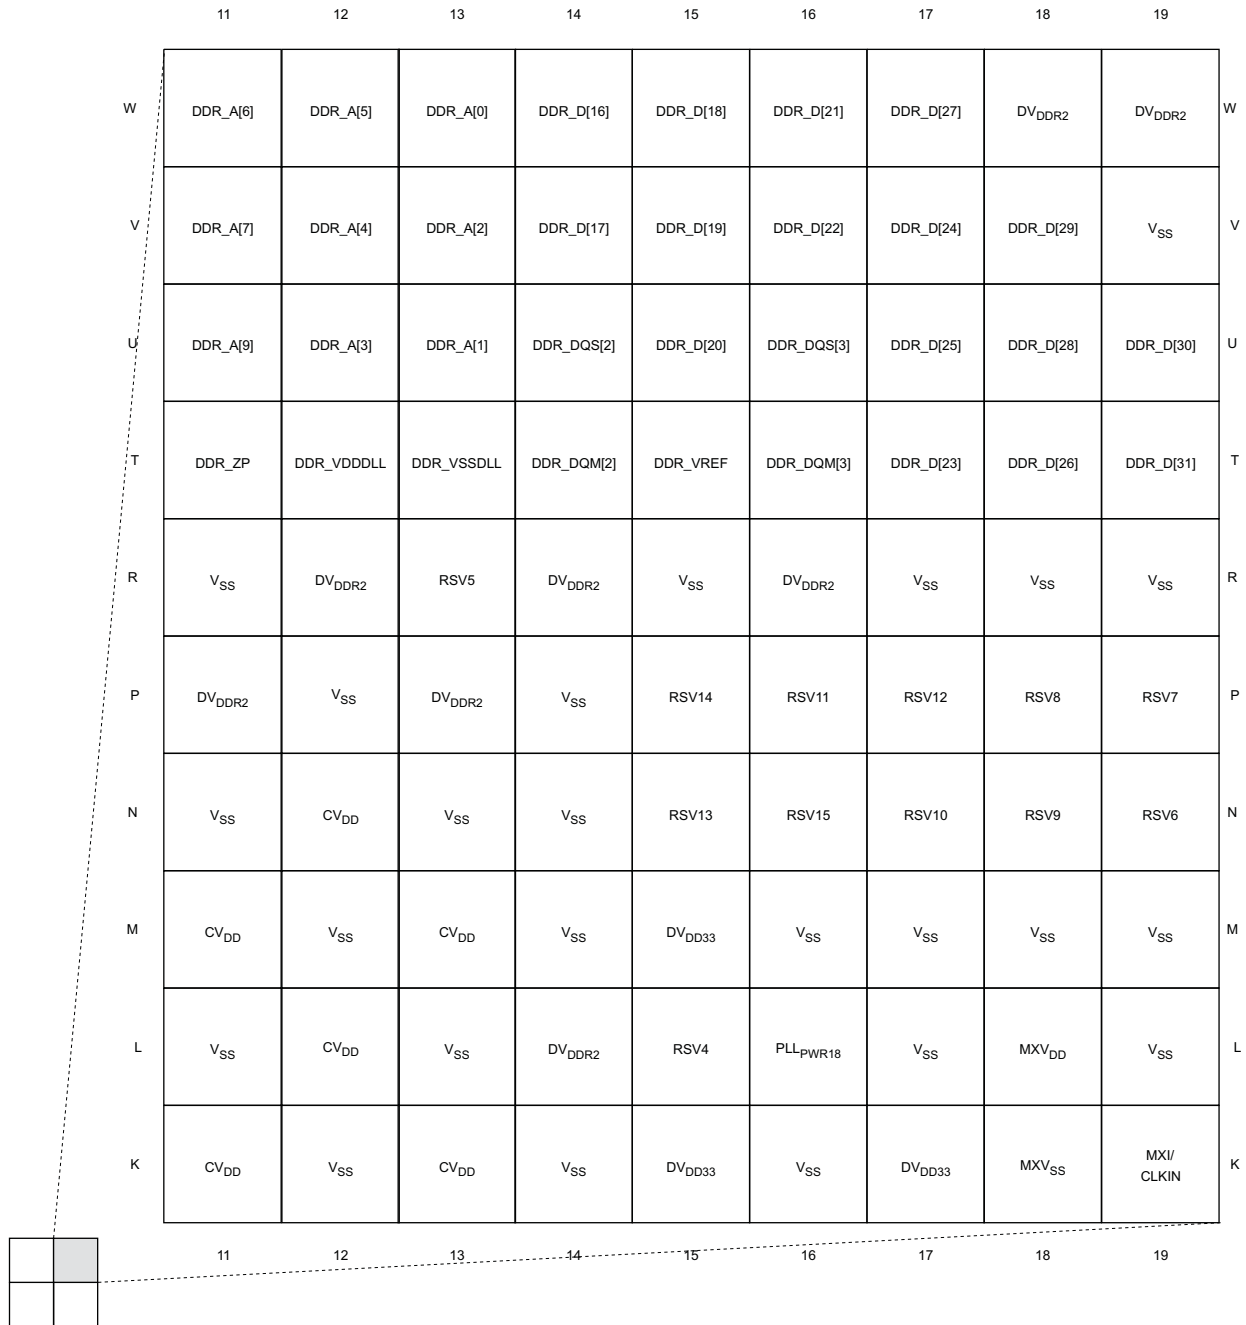 11 12 13 14 15 16 17 18 19
W DDR_A[6] DDR_A[5] DDR_A[0] DDR_D[16] DDR_D[18] DDR_D[21] DDR_D[27] DVDDR2 DVDDR2 W
V DDR_A[7] DDR_A[4] DDR_A[2] DDR_D[17] DDR_D[19] DDR_D[22] DDR_D[24] DDR_D[29] VSS V
U DDR_A[9] DDR_A[3] DDR_A[1] DDR_DQS[2] DDR_D[20] DDR_DQS[3] DDR_D[25] DDR_D[28] DDR_D[30] U
T DDR_ZP DDR_VDDDLL DDR_VSSDLL DDR_DQM[2] DDR_VREF DDR_DQM[3] DDR_D[23] DDR_D[26] DDR_D[31] T
R VSS DVDDR2 RSV5 DVDDR2 VSS DVDDR2 VSS VSS VSS R
P DVDDR2 VSS DVDDR2 VSS RSV14 RSV11 RSV12 RSV8 RSV7 P
N VSS CVDD VSS VSS RSV13 RSV15 RSV10 RSV9 RSV6 N
M CVDD VSS CVDD VSS DVDD33 VSS VSS VSS VSS M
L VSS CVDD VSS DVDDR2 RSV4 PLLPWR18 VSS MXVDD VSS L
K CVDD VSS CVDD VSS DVDD33 VSS DVDD33 MXVSS MXI/ K
CLKIN
11 12 13 14 15 16 17 18 19